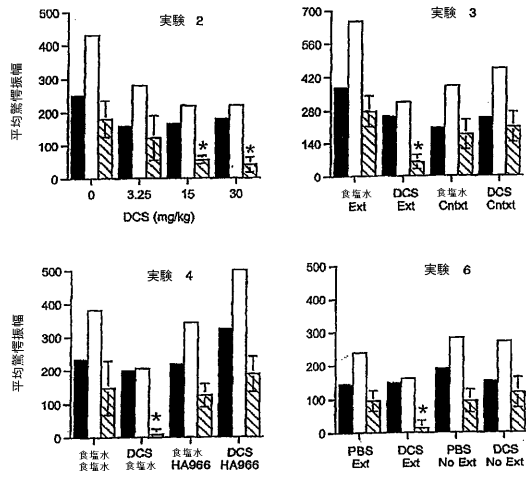 実験 2
平均驚愕振幅
500
400
300
200
100
0
*
*
0
3.25
15
30
DCS (mg/kg)
実験 3
700
560
420
280
140
0
*
食塩水
Ext
DCS
Ext
食塩水
Cntxt
DCS
Cntxt
実験 4
平均驚愕振幅
500
400
300
200
100
0
*
食塩水
食塩水
DCS
食塩水
食塩水
HA966
DCS
HA966
実験 6
500
400
300
200
100
0
*
PBS
Ext
DCS
Ext
PBS
No Ext
DCS
No Ext